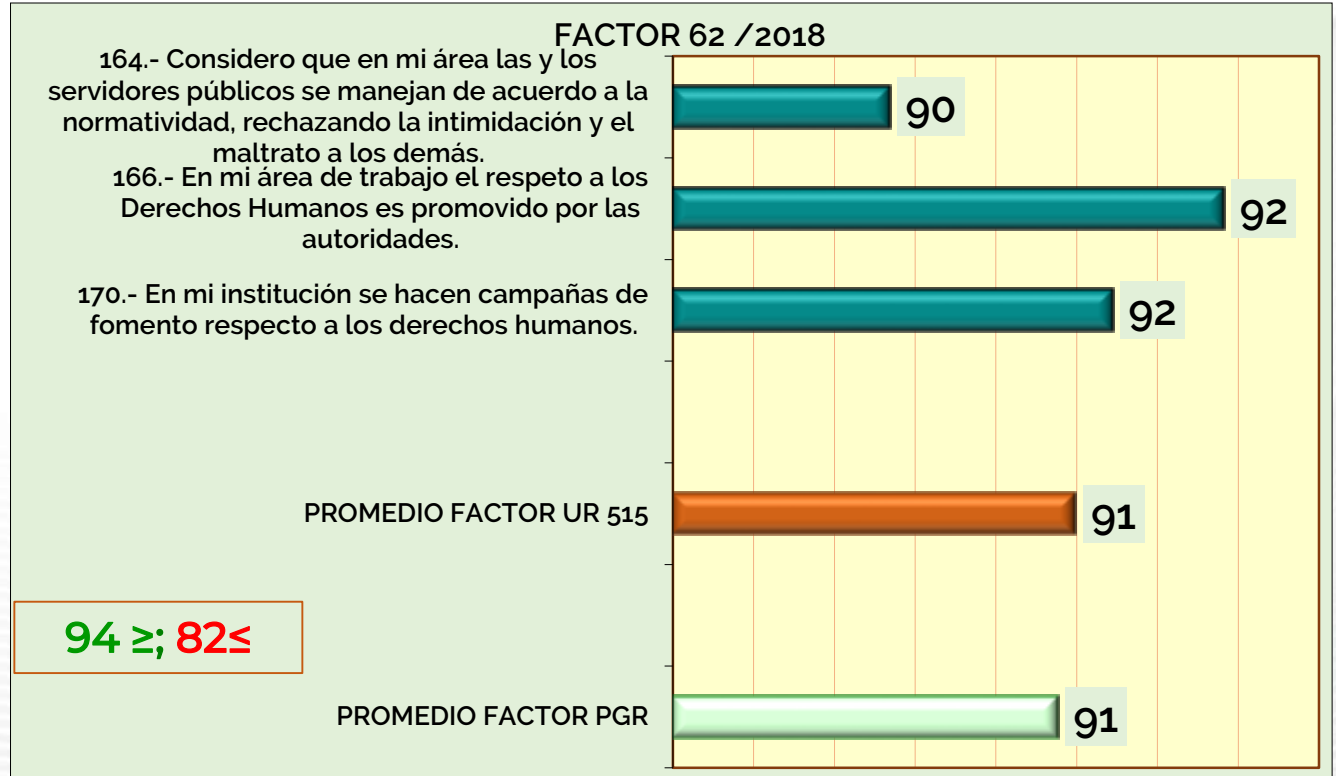 FACTOR 62 /2018
164.- Considero que en mi área las y los
servidores públicos se manejan de acuerdo a la
normatividad, rechazando la intimidación y el
maltrato a los demás.
90
166.- En mi área de trabajo el respeto a los
Derechos Humanos es promovido por las
autoridades.
92
170.- En mi institución se hacen campañas de
fomento respecto a los derechos humanos.
92
PROMEDIO FACTOR UR 515
91
94 ≥; 82≤
PROMEDIO FACTOR PGR
91